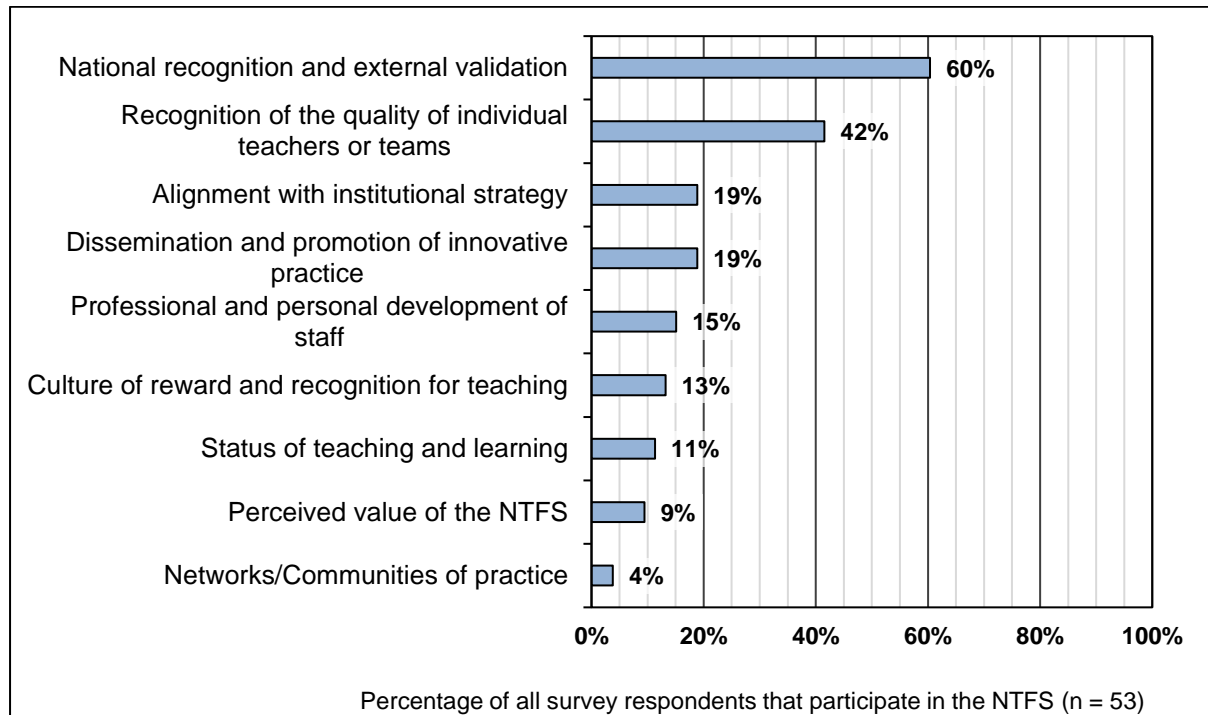 National recognition and external validation
60%
Recognition of the quality of individual
teachers or teams
42%
Alignment with institutional strategy
19%
Dissemination and promotion of innovative
practice
19%
Professional and personal development of
staff
15%
Culture of reward and recognition for teaching
13%
Status of teaching and learning
11%
Perceived value of the NTFS
9%
Networks/Communities of practice
4%
0% 20% 40% 60% 80% 100%
Percentage of all survey respondents that participate in the NTFS (n = 53)